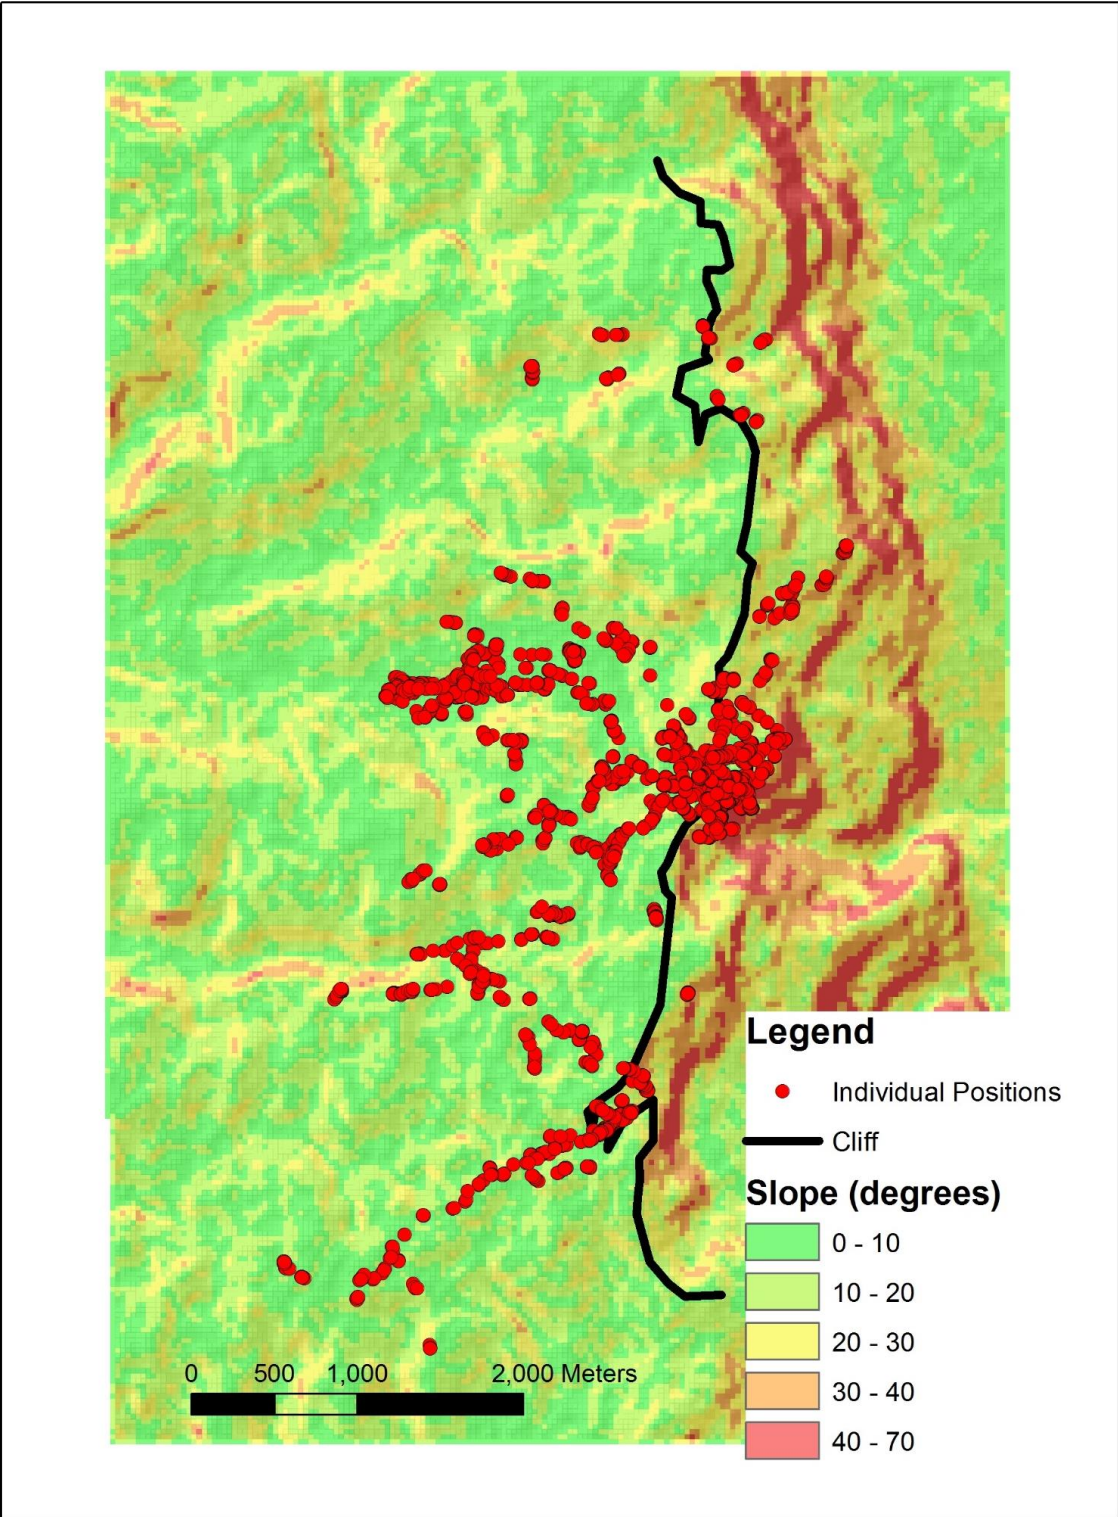 Legend
Individual Positions
Cliff
Slope (degrees)
0 - 10
10 - 20
20 - 30
30 - 40
40 - 70
0 500 1,000 2,000 Meters